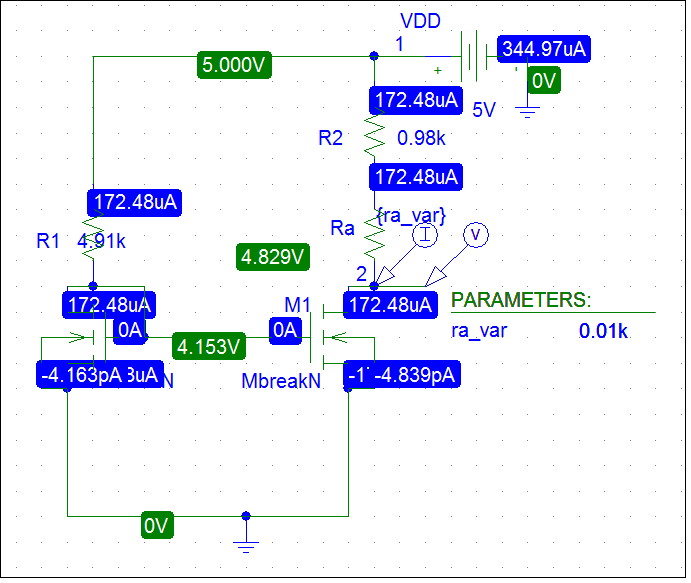 VDD
1
344.97uA
5.000V
+
-
0V
172.48uA
5V
R2
0.98k
172.48uA
172.48uA
{ra_var}
Ra
I
V
R1
4.91k
4.829V
2
172.48uA
M1
172.48uA
PARAMETERS:
0A
0A
ra_var
0.01k
4.153V
-4.163pA
3uA
N
MbreakN
-1
-4.839pA
0V